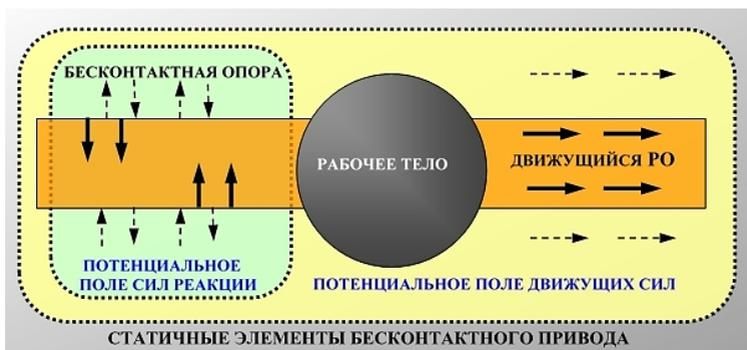 БЕСКОНТАКТНАЯ ОПОРА
РАБОЧЕЕ ТЕЛО
ДВИЖУЩИЙСЯ РО
ПОТЕНЦИАЛЬНОЕ
ПОЛЕ СИЛ РЕАКЦИИ
ПОТЕНЦИАЛЬНОЕ ПОЛЕ ДВИЖУЩИХ СИЛ
СТАТИЧНЫЕ ЭЛЕМЕНТЫ БЕСКОНТАКТНОГО ПРИВОДА